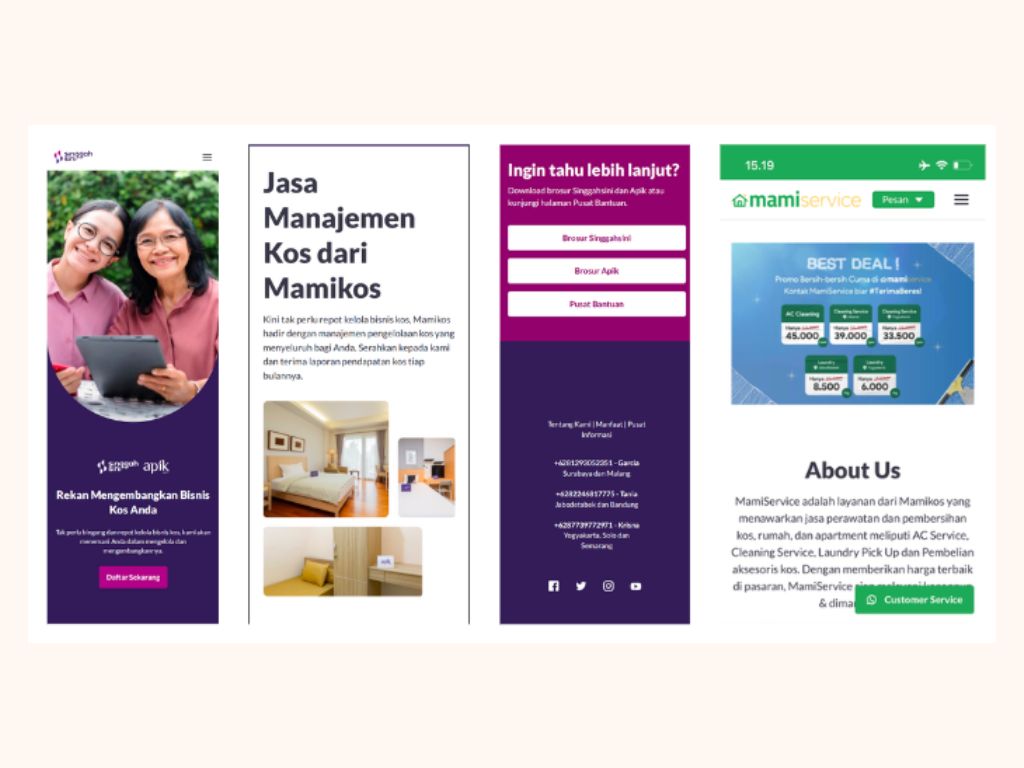 singgah
sini
singgah
sini apik
Rekan Mengembangkan Bisnis
Kos Anda
Tak perlu bingang dan repot kelola bisnis kos, kami akan
menemani Anda dalam mengelola dan
mengembangkannya.
Daftar Sekarang
Jasa
Manajemen
Kos dari
Mamikos
Kini tak perlu repot kelola bisnis kos, Mamikos
hadir dengan manajemen pengelolaan kos yang
menyeluruh bagi Anda. Serahkan kepada kami
dan terima laporan pendapatan kos tiap
bulannya.
apik
Ingin tahu lebih lanjut?
Download brosur Singgahsini dan Apik atau
kunjungi halaman Pusat Bantuan.
Brosur Singgahsini
Brosur Apik
Pusat Bantuan
Tentang Kami | Manfaat | Pusat
Informasi
+6281293052351 - Garcia
Surabaya dan Malang
+6282246817775 - Tania
Jabodetabek dan Bandung
+6287739772971 - Krisna
Yogyakarta, Solo dan
Semarang
15.19
mamiservice
Pesan
BEST DEAL!
Promo Bersih-bersih Cuma di mamiservice
Kontak MamiService biar #TerimaBeres!
AC Cleaning
Hanya
45.000
Cleaning Service
Hanya
39.000
Cleaning Service
Yogyakarta
Hanya
33.500
Laundry
Hanya
8.500
Laundry
Yogyakarta
Hanya
6.000
About Us
MamiService adalah layanan dari Mamikos yang
menawarkan jasa perawatan dan pembersihan
kos, rumah, dan apartment meliputi AC Service,
Cleaning Service, Laundry Pick Up dan Pembelian
aksesoris kos. Dengan memberikan harga terbaik
di pasaran, MamiService
& dima
Customer Service